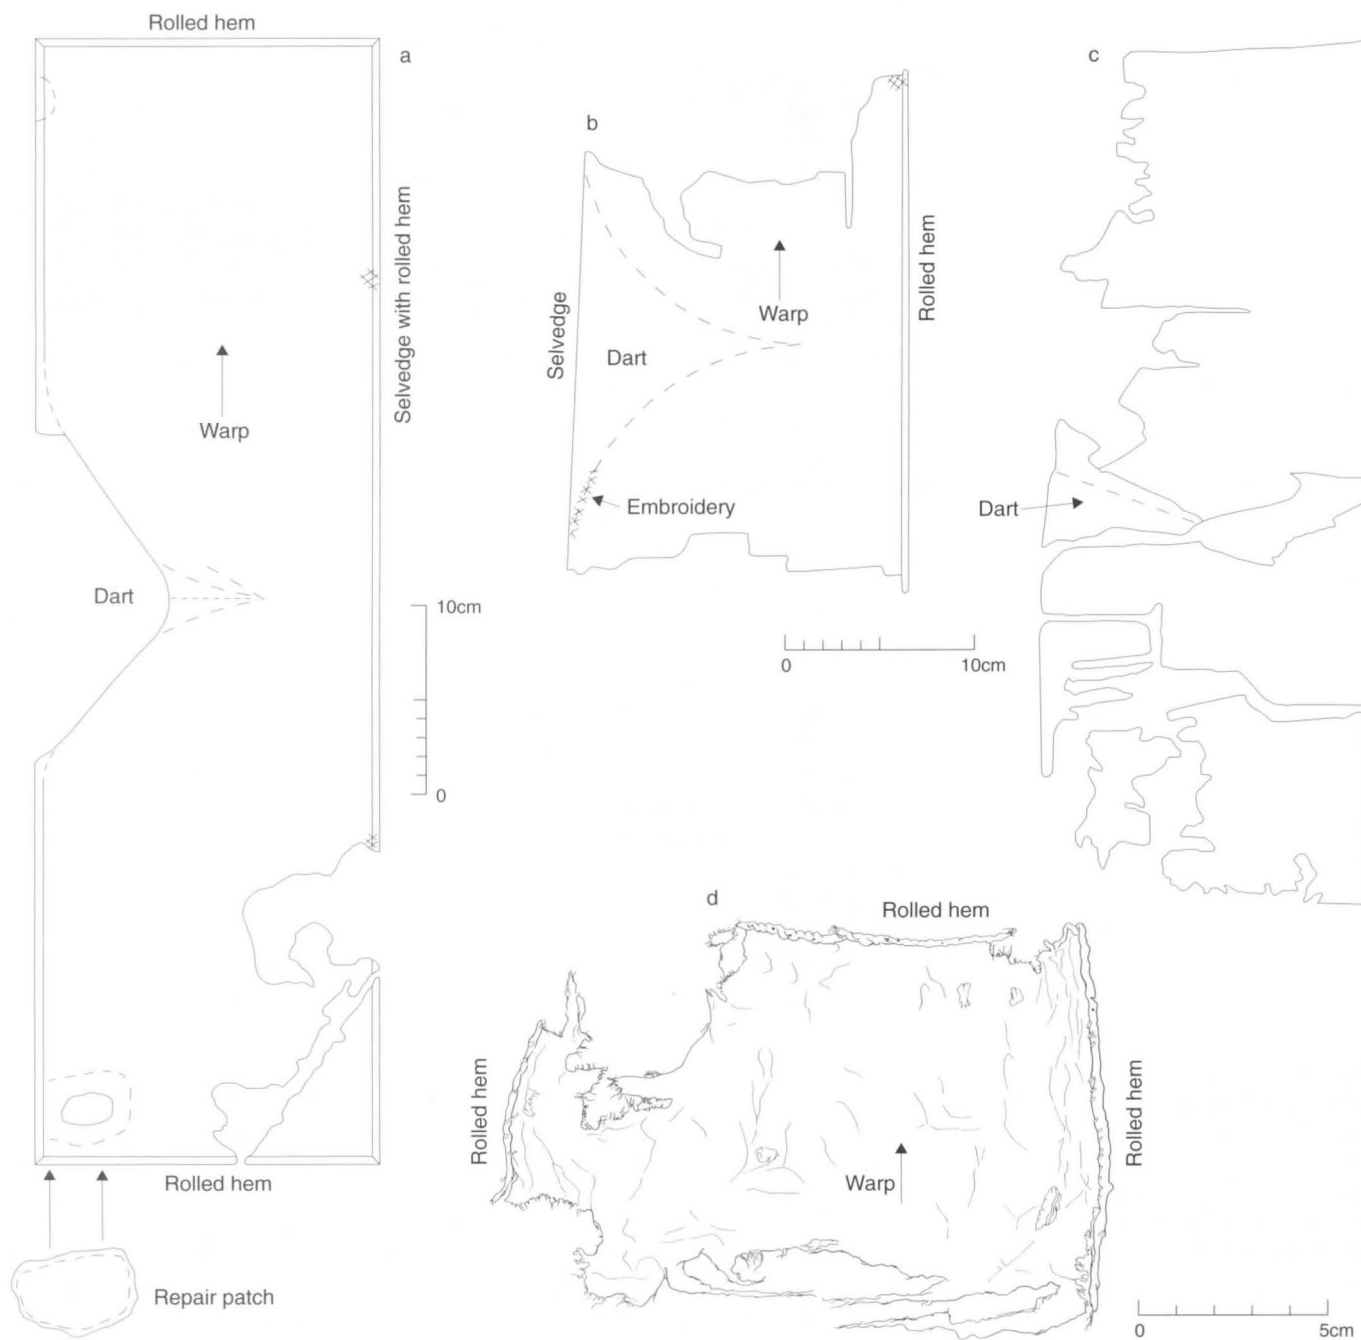 Rolled hem
a
Selvedge with rolled hem
Warp
Dart
10cm
0
Rolled hem
Repair patch
b
Selvedge
Warp
Dart
Embroidery
Rolled hem
0
10cm
c
Dart
d
Rolled hem
Rolled hem
Warp
Rolled hem
0
5cm